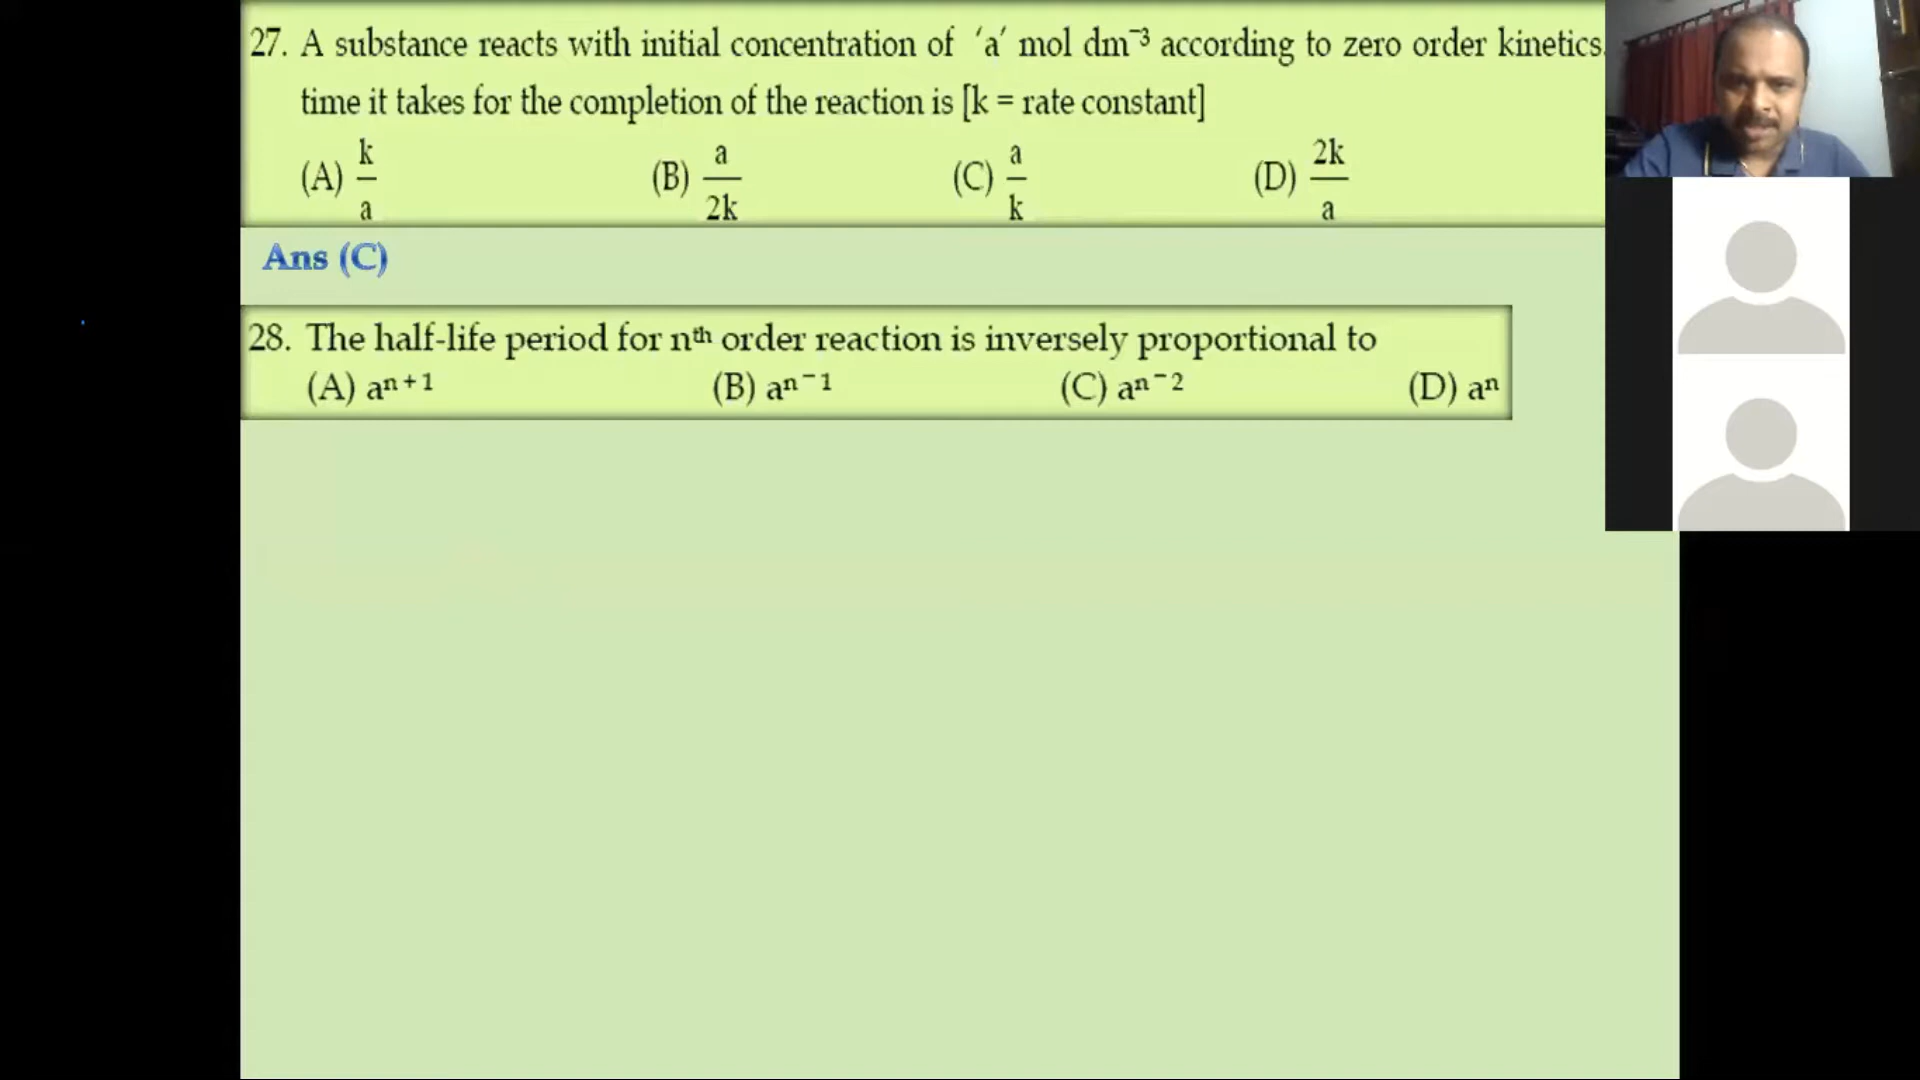 27. A substance reacts with initial concentration of ‘a’ mol dm⁻³ according to zero order kinetics.
time it takes for the completion of the reaction is [k = rate constant]
(A) k/a (B) a/2k (C) a/k (D) 2k/a
Ans (C)
28. The half-life period for nᵗʰ order reaction is inversely proportional to
(A) aⁿ⁺¹ (B) aⁿ⁻¹ (C) aⁿ⁻² (D) aⁿ